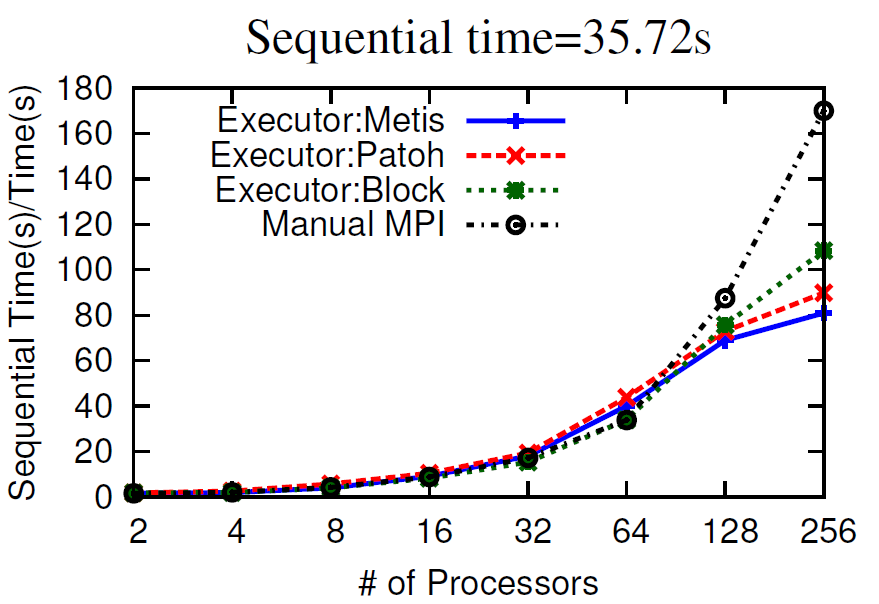 Sequential time=35.72s
Sequential Time(s)/Time(s)
180
160
140
120
100
80
60
40
20
0
Executor:Metis
Executor:Patoh
Executor:Block
Manual MPI
2 4 8 16 32 64 128 256
# of Processors